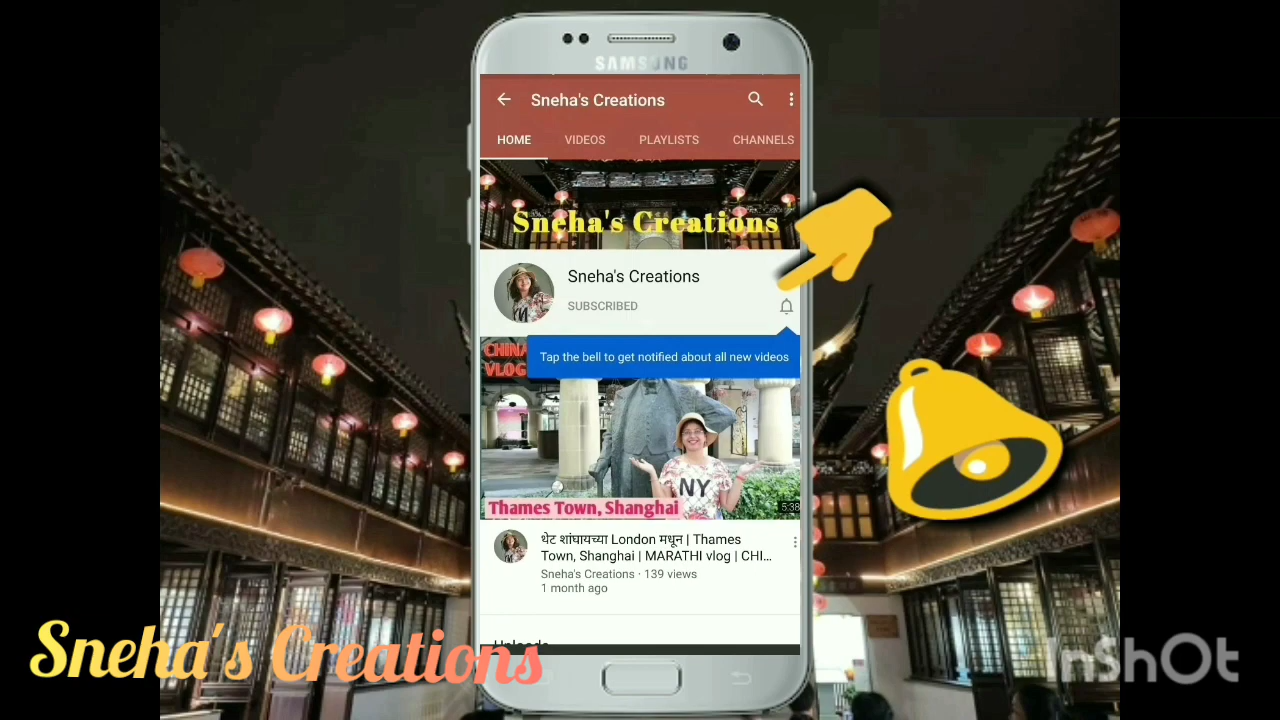 SAMSUNG
Sneha's Creations
HOME VIDEOS PLAYLISTS CHANNELS
Sneha's Creations
Sneha's Creations
SUBSCRIBED
Tap the bell to get notified about all new videos
CHINA
VLOG
NY
Thames Town, Shanghai
5:38
थेट शांघायच्या London मधून | Thames
Town, Shanghai | MARATHI vlog | CHI...
Sneha's Creations · 139 views
1 month ago
Uploads
Sneha's Creations
InShOt